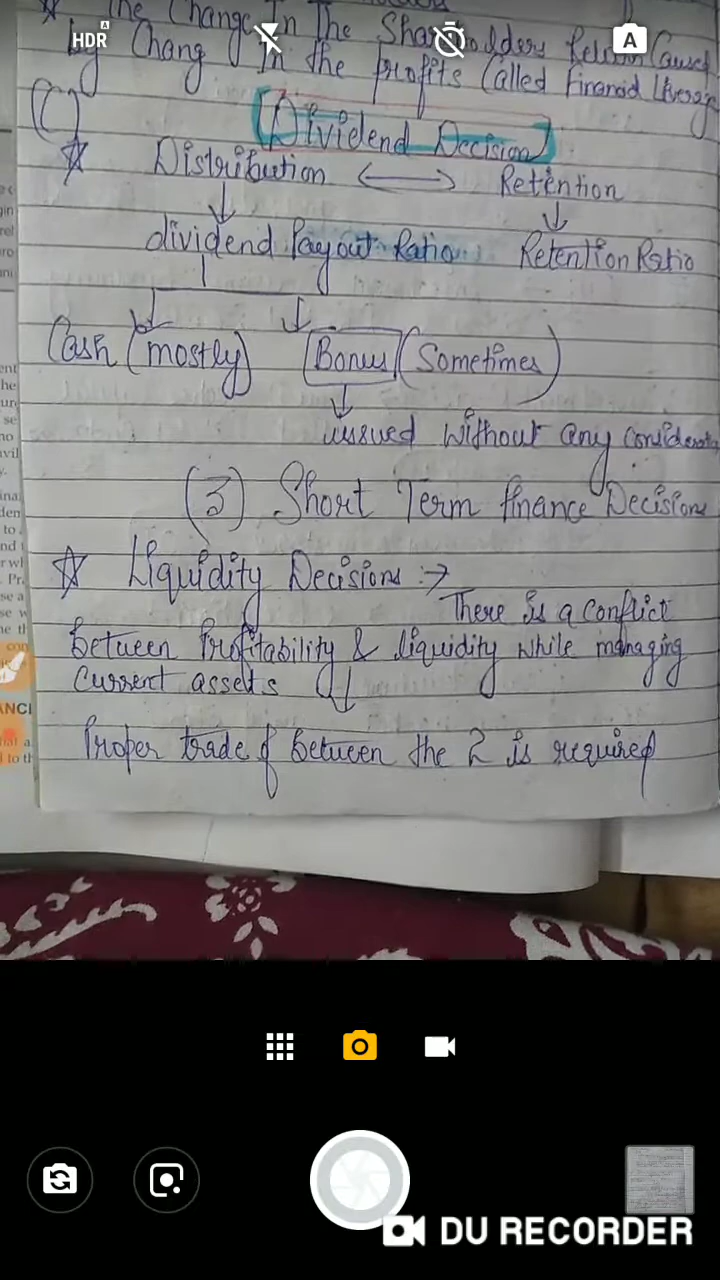 ★ The Change In The Shareholders Return Caused
by Chang In the profits Called Financial Leverage
HDR A
A
(C) [Dividend Decision]
★ Distribution ⟷ Retention
↓ ↓
dividend Payout Ratio Retention Ratio
Cash (mostly) Bonus (Sometimes)
↓
issued without any consideration
(3) Short Term finance Decisions
★ Liquidity Decisions :→
There is a conflict
between Profitability & liquidity while managing
current assets ↓
Proper trade of between the 2 is required
DU RECORDER